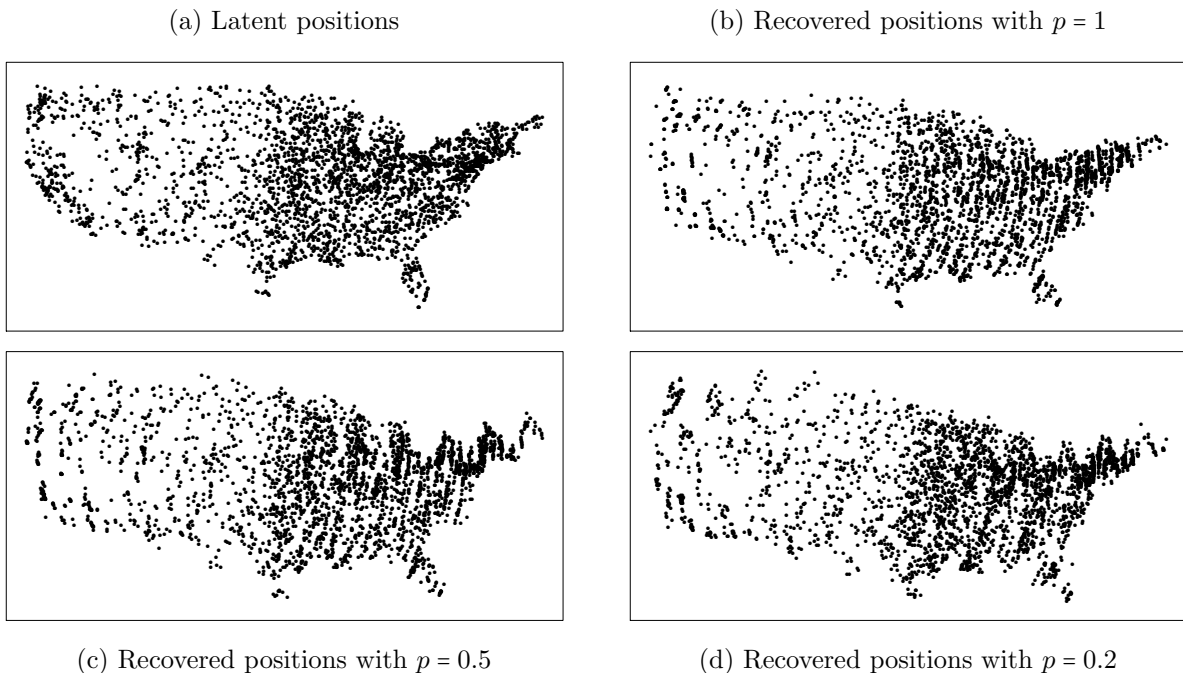 (a) Latent positions
(b) Recovered positions with p = 1
(c) Recovered positions with p = 0.5
(d) Recovered positions with p = 0.2